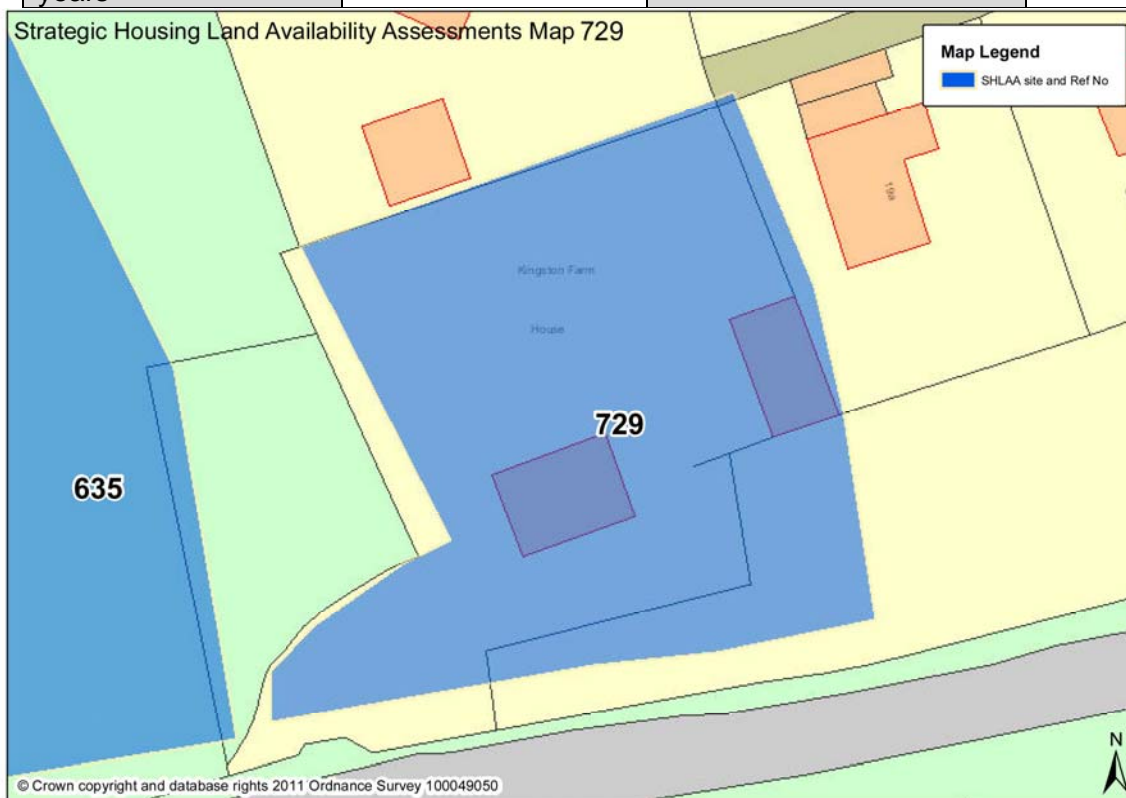 years
Strategic Housing Land Availability Assessments Map 729
Map Legend
SHLAA site and Ref No
19a
Kingston Farm
House
729
635
N
© Crown copyright and database rights 2011 Ordnance Survey 100049050